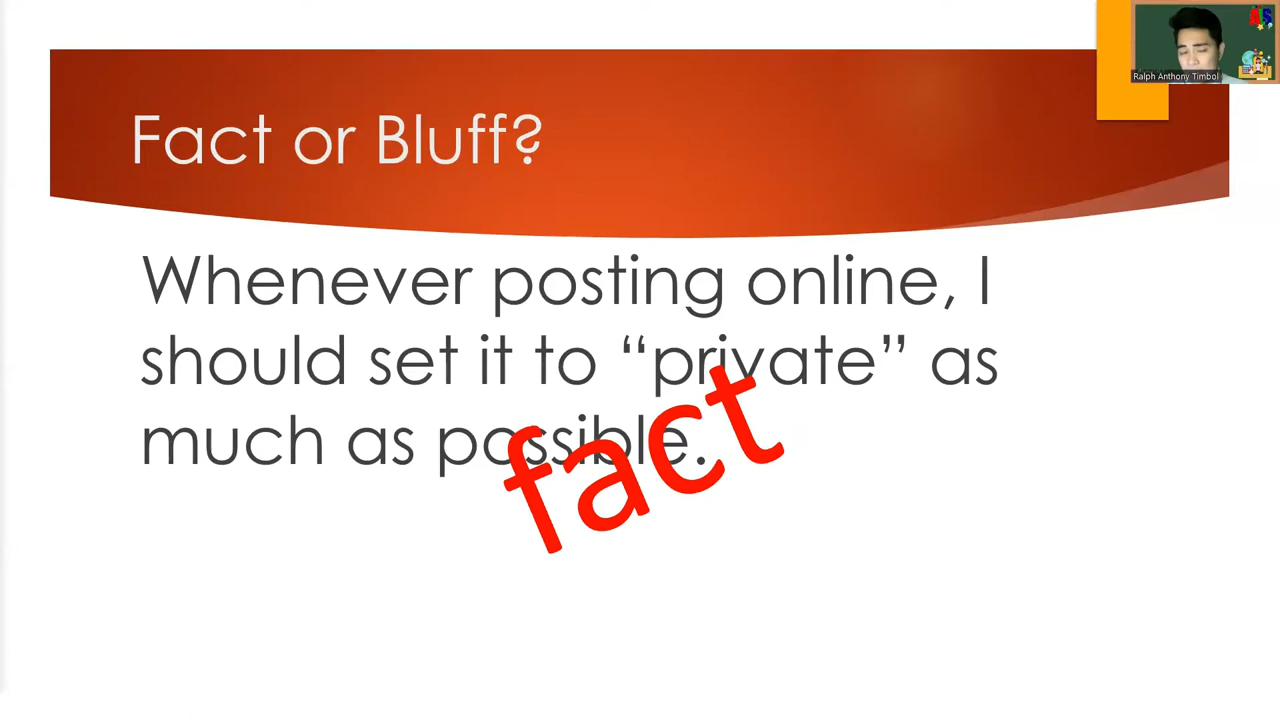 Ralph Anthony Timbol
Fact or Bluff?
Whenever posting online, I
should set it to “private” as
much as possible.
fact